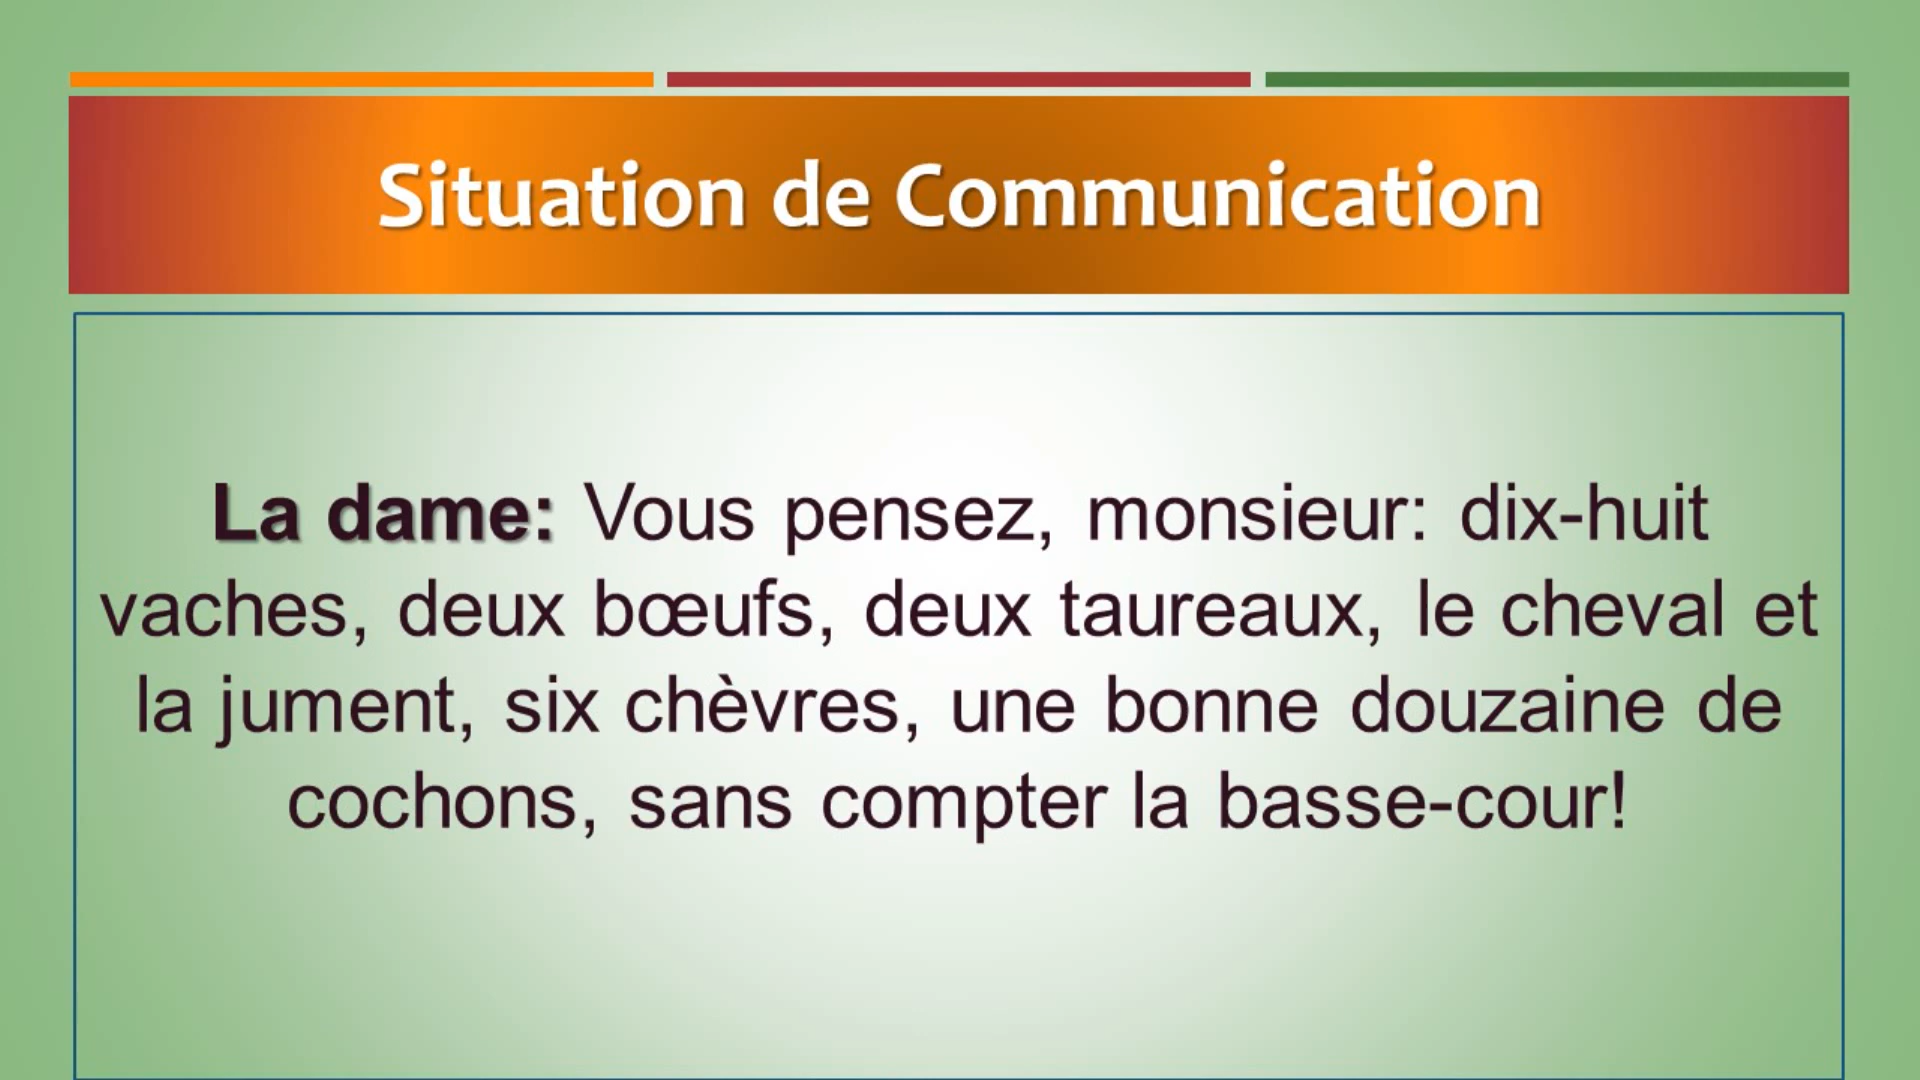 Situation de Communication
La dame: Vous pensez, monsieur: dix-huit
vaches, deux bœufs, deux taureaux, le cheval et
la jument, six chèvres, une bonne douzaine de
cochons, sans compter la basse-cour!